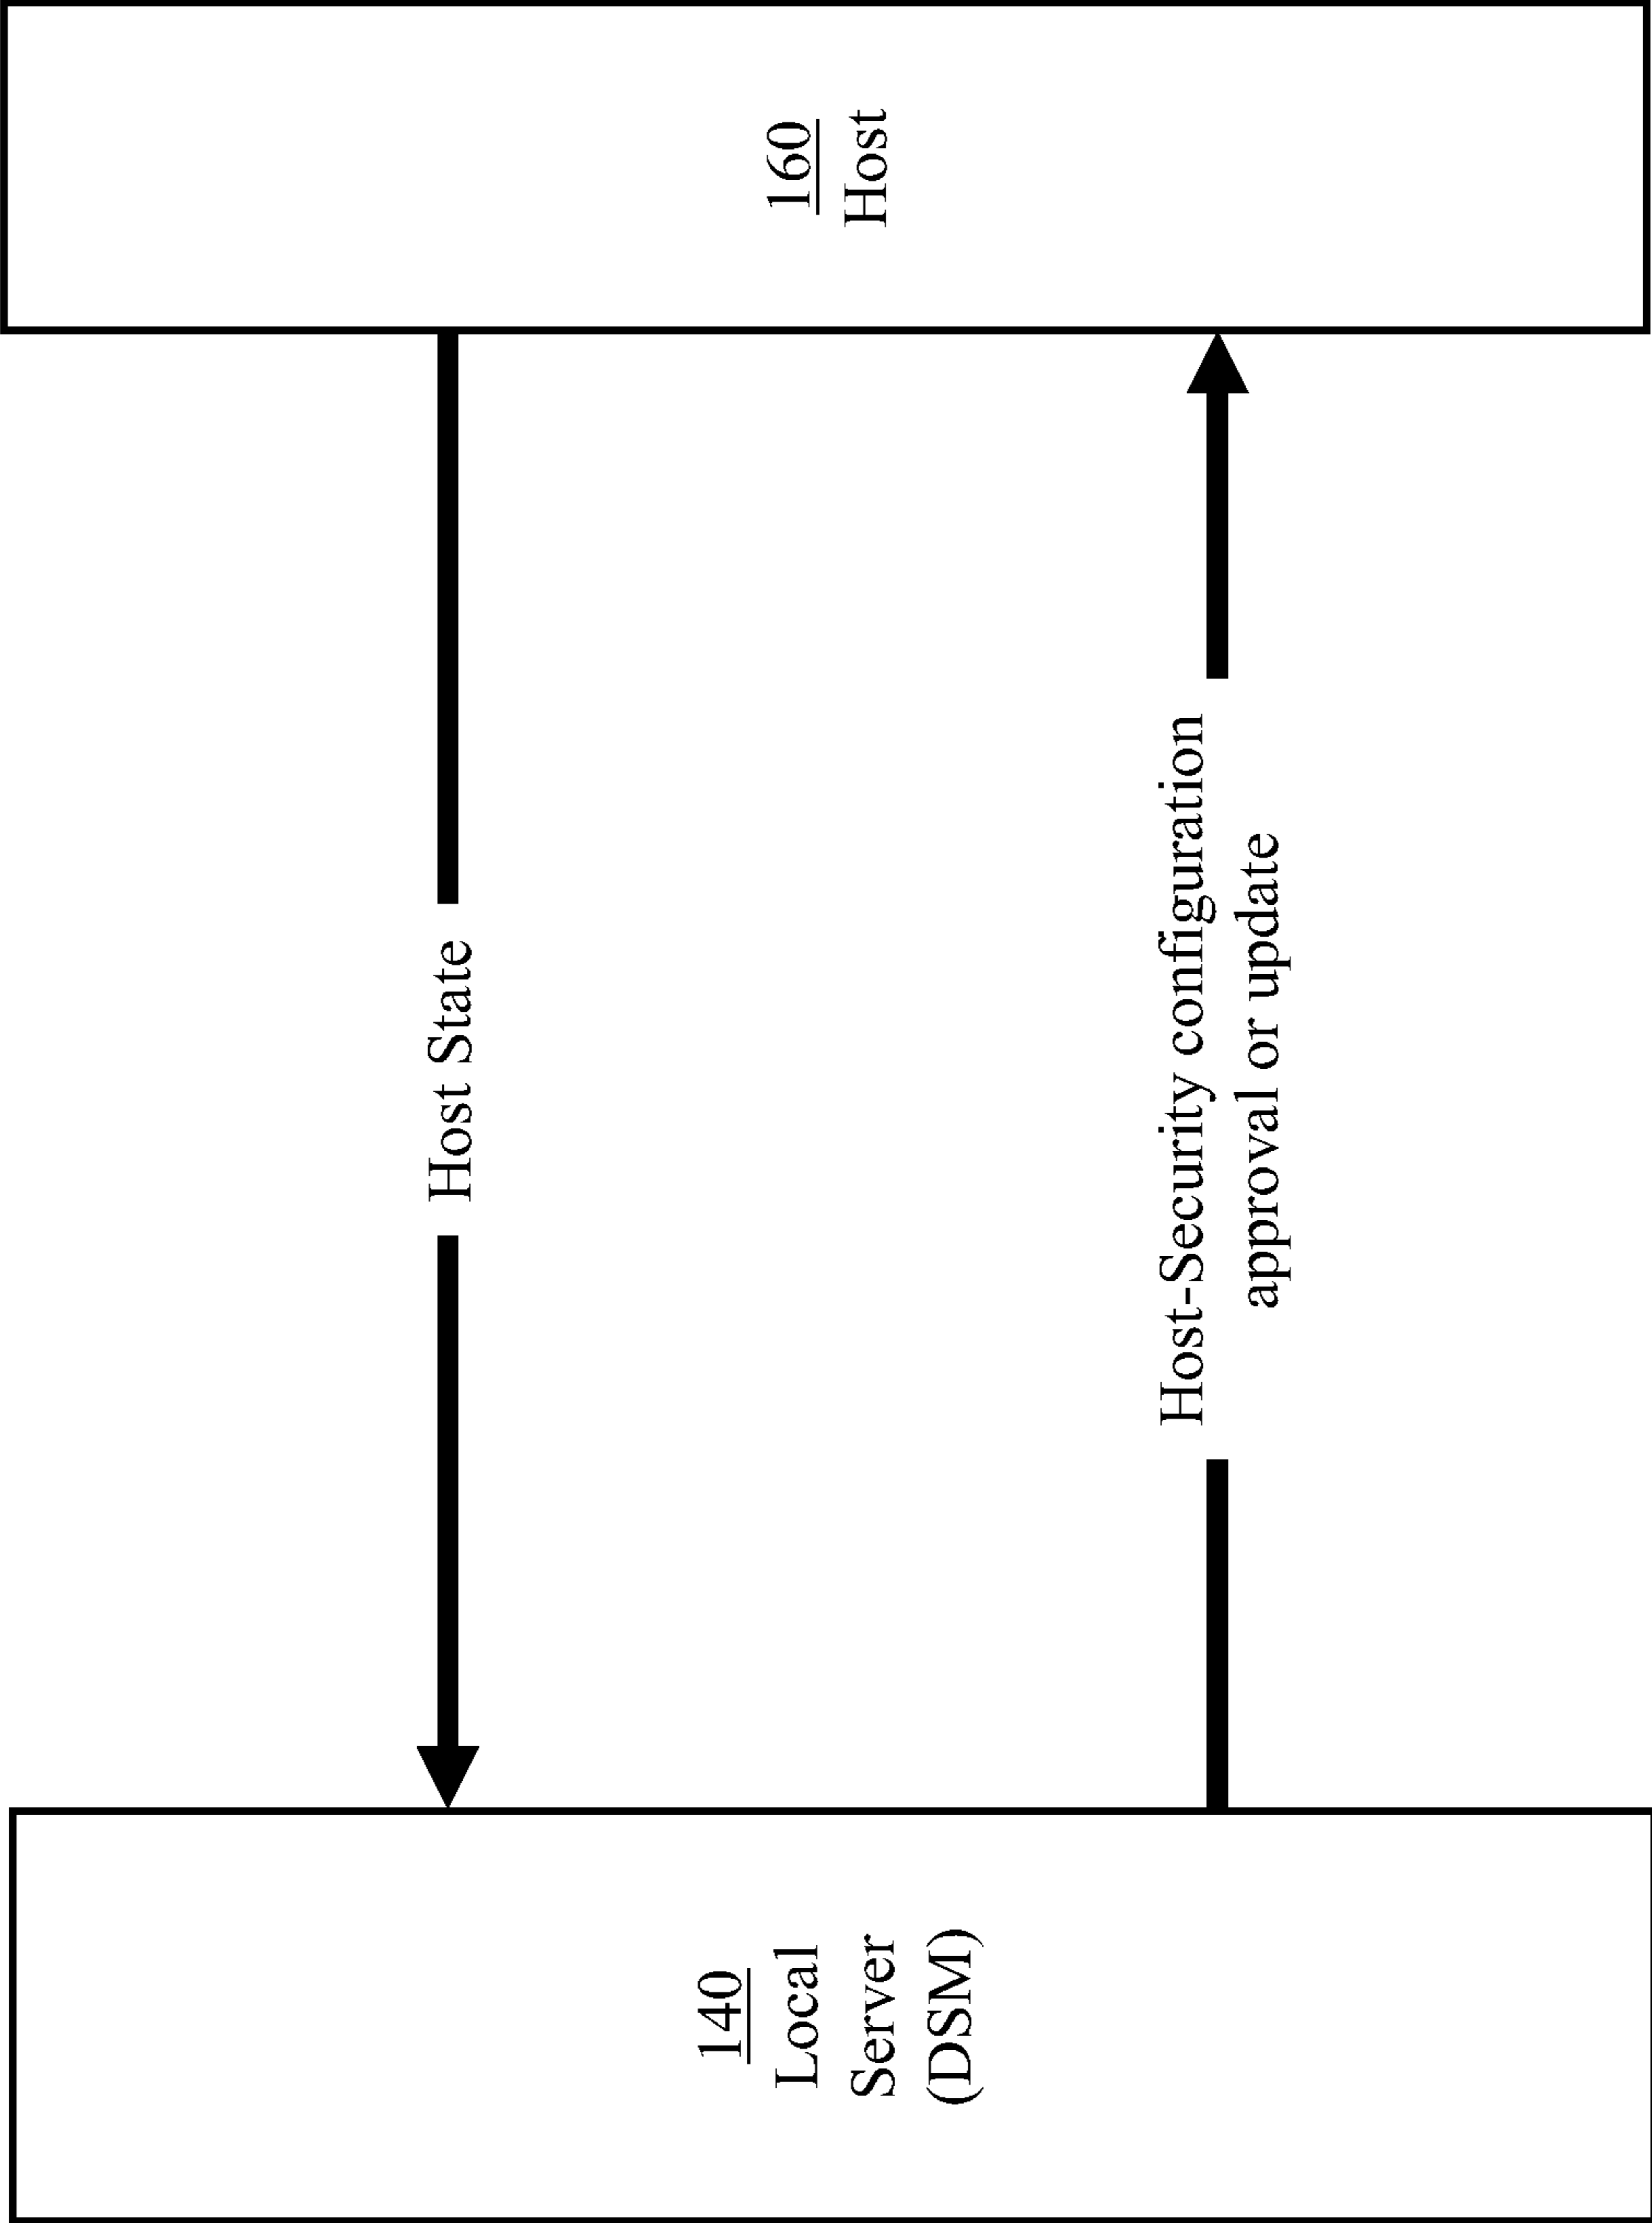 140
Local
Server
(DSM)
Host State
Host-Security configuration
approval or update
160
Host